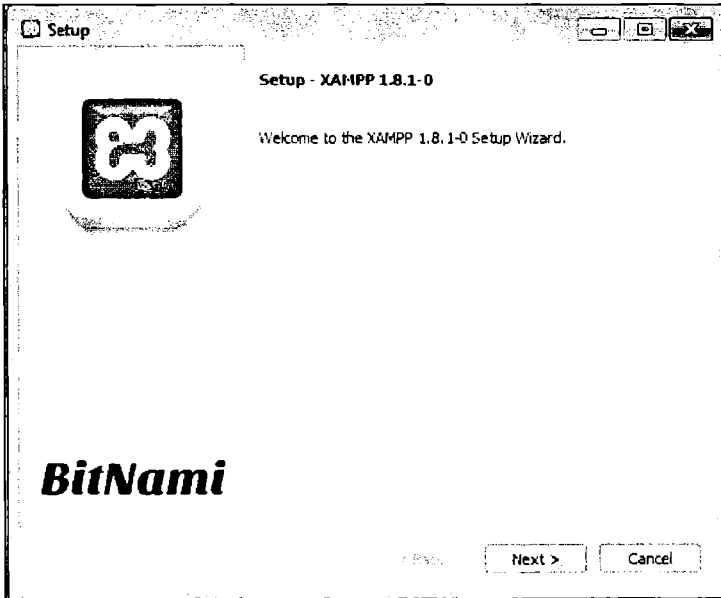 Setup
Setup - XAMPP 1.8.1-0
Welcome to the XAMPP 1.8.1-0 Setup Wizard.
BitNami
Next >
Cancel